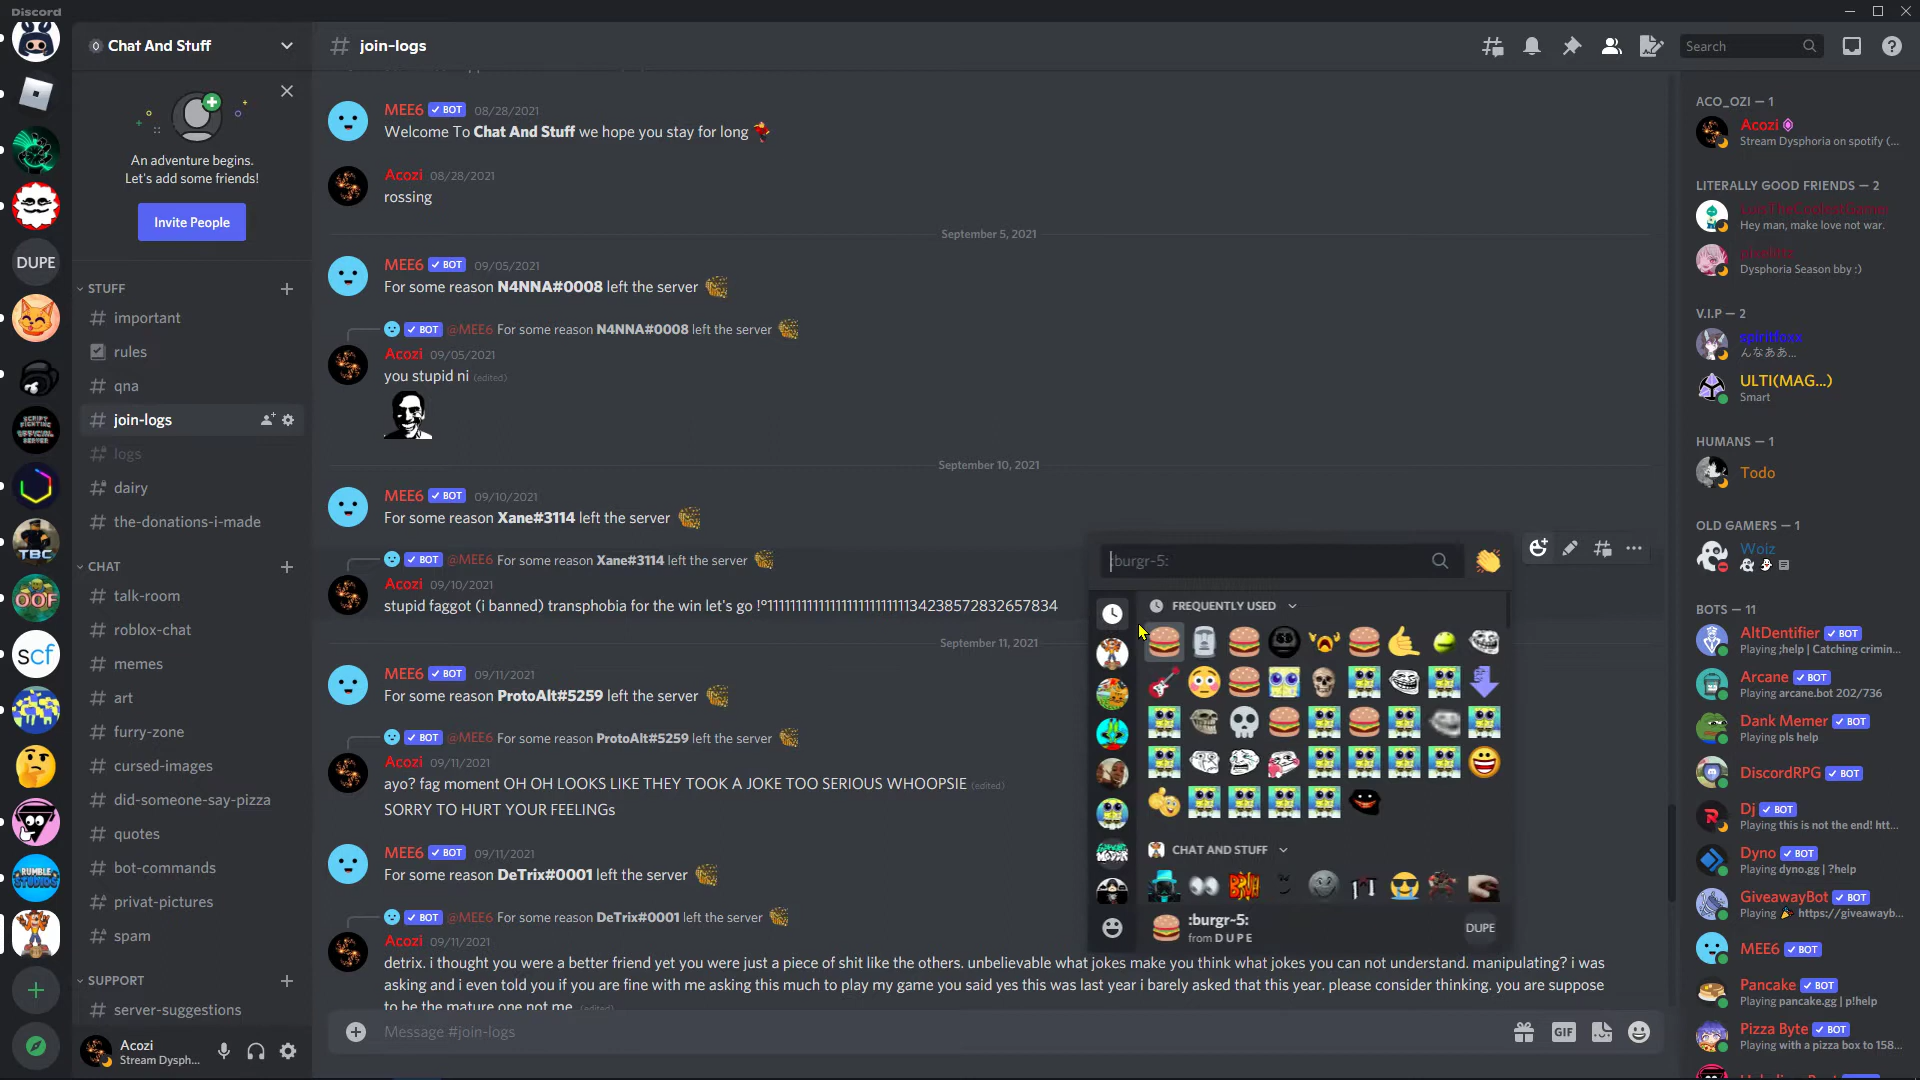 Discord
Chat And Stuff
An adventure begins.
Let's add some friends!
Invite People
DUPE
STUFF
important
rules
qna
join-logs
logs
dairy
the-donations-i-made
CHAT
talk-room
roblox-chat
memes
art
furry-zone
cursed-images
did-someone-say-pizza
quotes
bot-commands
privat-pictures
spam
SUPPORT
server-suggestions
SCRIPT
FIGHTING
OFFICIAL
SERVER
TBC
OOF
scf
RUMBLE
STUDIOS
Acozi
Stream Dysph...
join-logs
Search
MEE6 BOT 08/28/2021
Welcome To Chat And Stuff we hope you stay for long
Acozi 08/28/2021
rossing
September 5, 2021
MEE6 BOT 09/05/2021
For some reason N4NNA#0008 left the server
BOT @MEE6 For some reason N4NNA#0008 left the server
Acozi 09/05/2021
you stupid ni (edited)
September 10, 2021
MEE6 BOT 09/10/2021
For some reason Xane#3114 left the server
BOT @MEE6 For some reason Xane#3114 left the server
Acozi 09/10/2021
stupid faggot (i banned) transphobia for the win let's go !°1111111111111111111111111134238572832657834
September 11, 2021
MEE6 BOT 09/11/2021
For some reason ProtoAlt#5259 left the server
BOT @MEE6 For some reason ProtoAlt#5259 left the server
Acozi 09/11/2021
ayo? fag moment OH OH LOOKS LIKE THEY TOOK A JOKE TOO SERIOUS WHOOPSIE (edited)
SORRY TO HURT YOUR FEELINGs
MEE6 BOT 09/11/2021
For some reason DeTrix#0001 left the server
BOT @MEE6 For some reason DeTrix#0001 left the server
Acozi 09/11/2021
detrix. i thought you were a better friend yet you were just a piece of shit like the others. unbelievable what jokes make you think what jokes you can not understand. manipulating? i was
asking and i even told you if you are fine with me asking this much to play my game you said yes this was last year i barely asked that this year. please consider thinking. you are suppose
to be the mature one not me (edited)
Message #join-logs
GIF
:burgr-5:
FREQUENTLY USED
CHAT AND STUFF
BRUH
:burgr-5:
from D U P E
DUPE
ACO_OZI — 1
Acozi
Stream Dysphoria on spotify (...
LITERALLY GOOD FRIENDS — 2
Hey man, make love not war.
Dysphoria Season bby :)
V.I.P — 2
spiritfoxx
んなああ...
ULTI(MAG...)
Smart
HUMANS — 1
Todo
OLD GAMERS — 1
Woiz
BOTS — 11
AltDentifier BOT
Playing ;help | Catching crimin...
Arcane BOT
Playing arcane.bot 202/736
Dank Memer BOT
Playing pls help
DiscordRPG BOT
Dj BOT
Playing this is not the end! htt...
Dyno BOT
Playing dyno.gg | ?help
GiveawayBot BOT
Playing https://giveawayb...
MEE6 BOT
Pancake BOT
Playing pancake.gg | p!help
Pizza Byte BOT
Playing with a pizza box to 158...